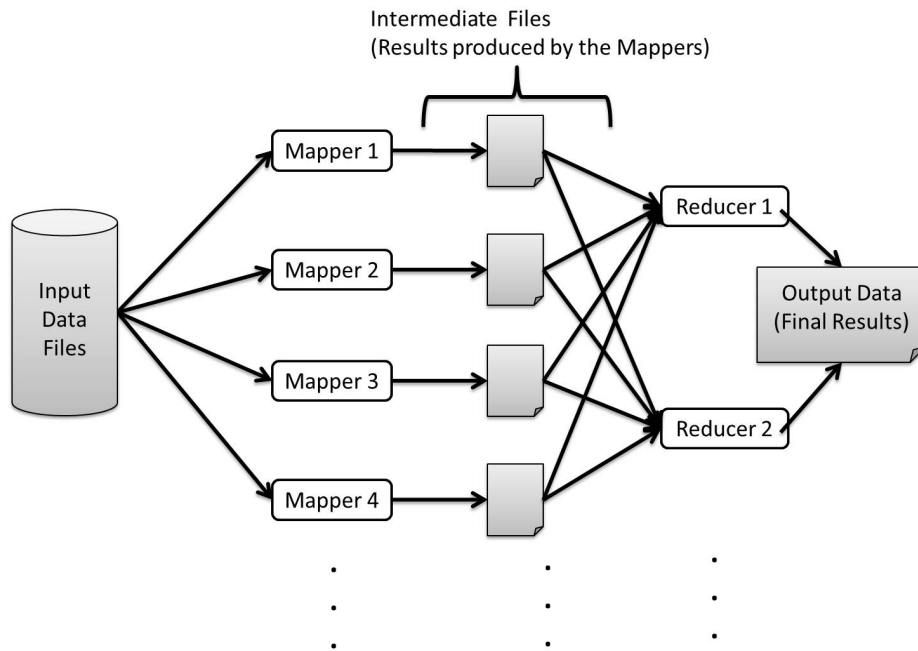 Intermediate Files
(Results produced by the Mappers)
Mapper 1
Mapper 2
Mapper 3
Mapper 4
Input
Data
Files
Reducer 1
Reducer 2
Output Data
(Final Results)